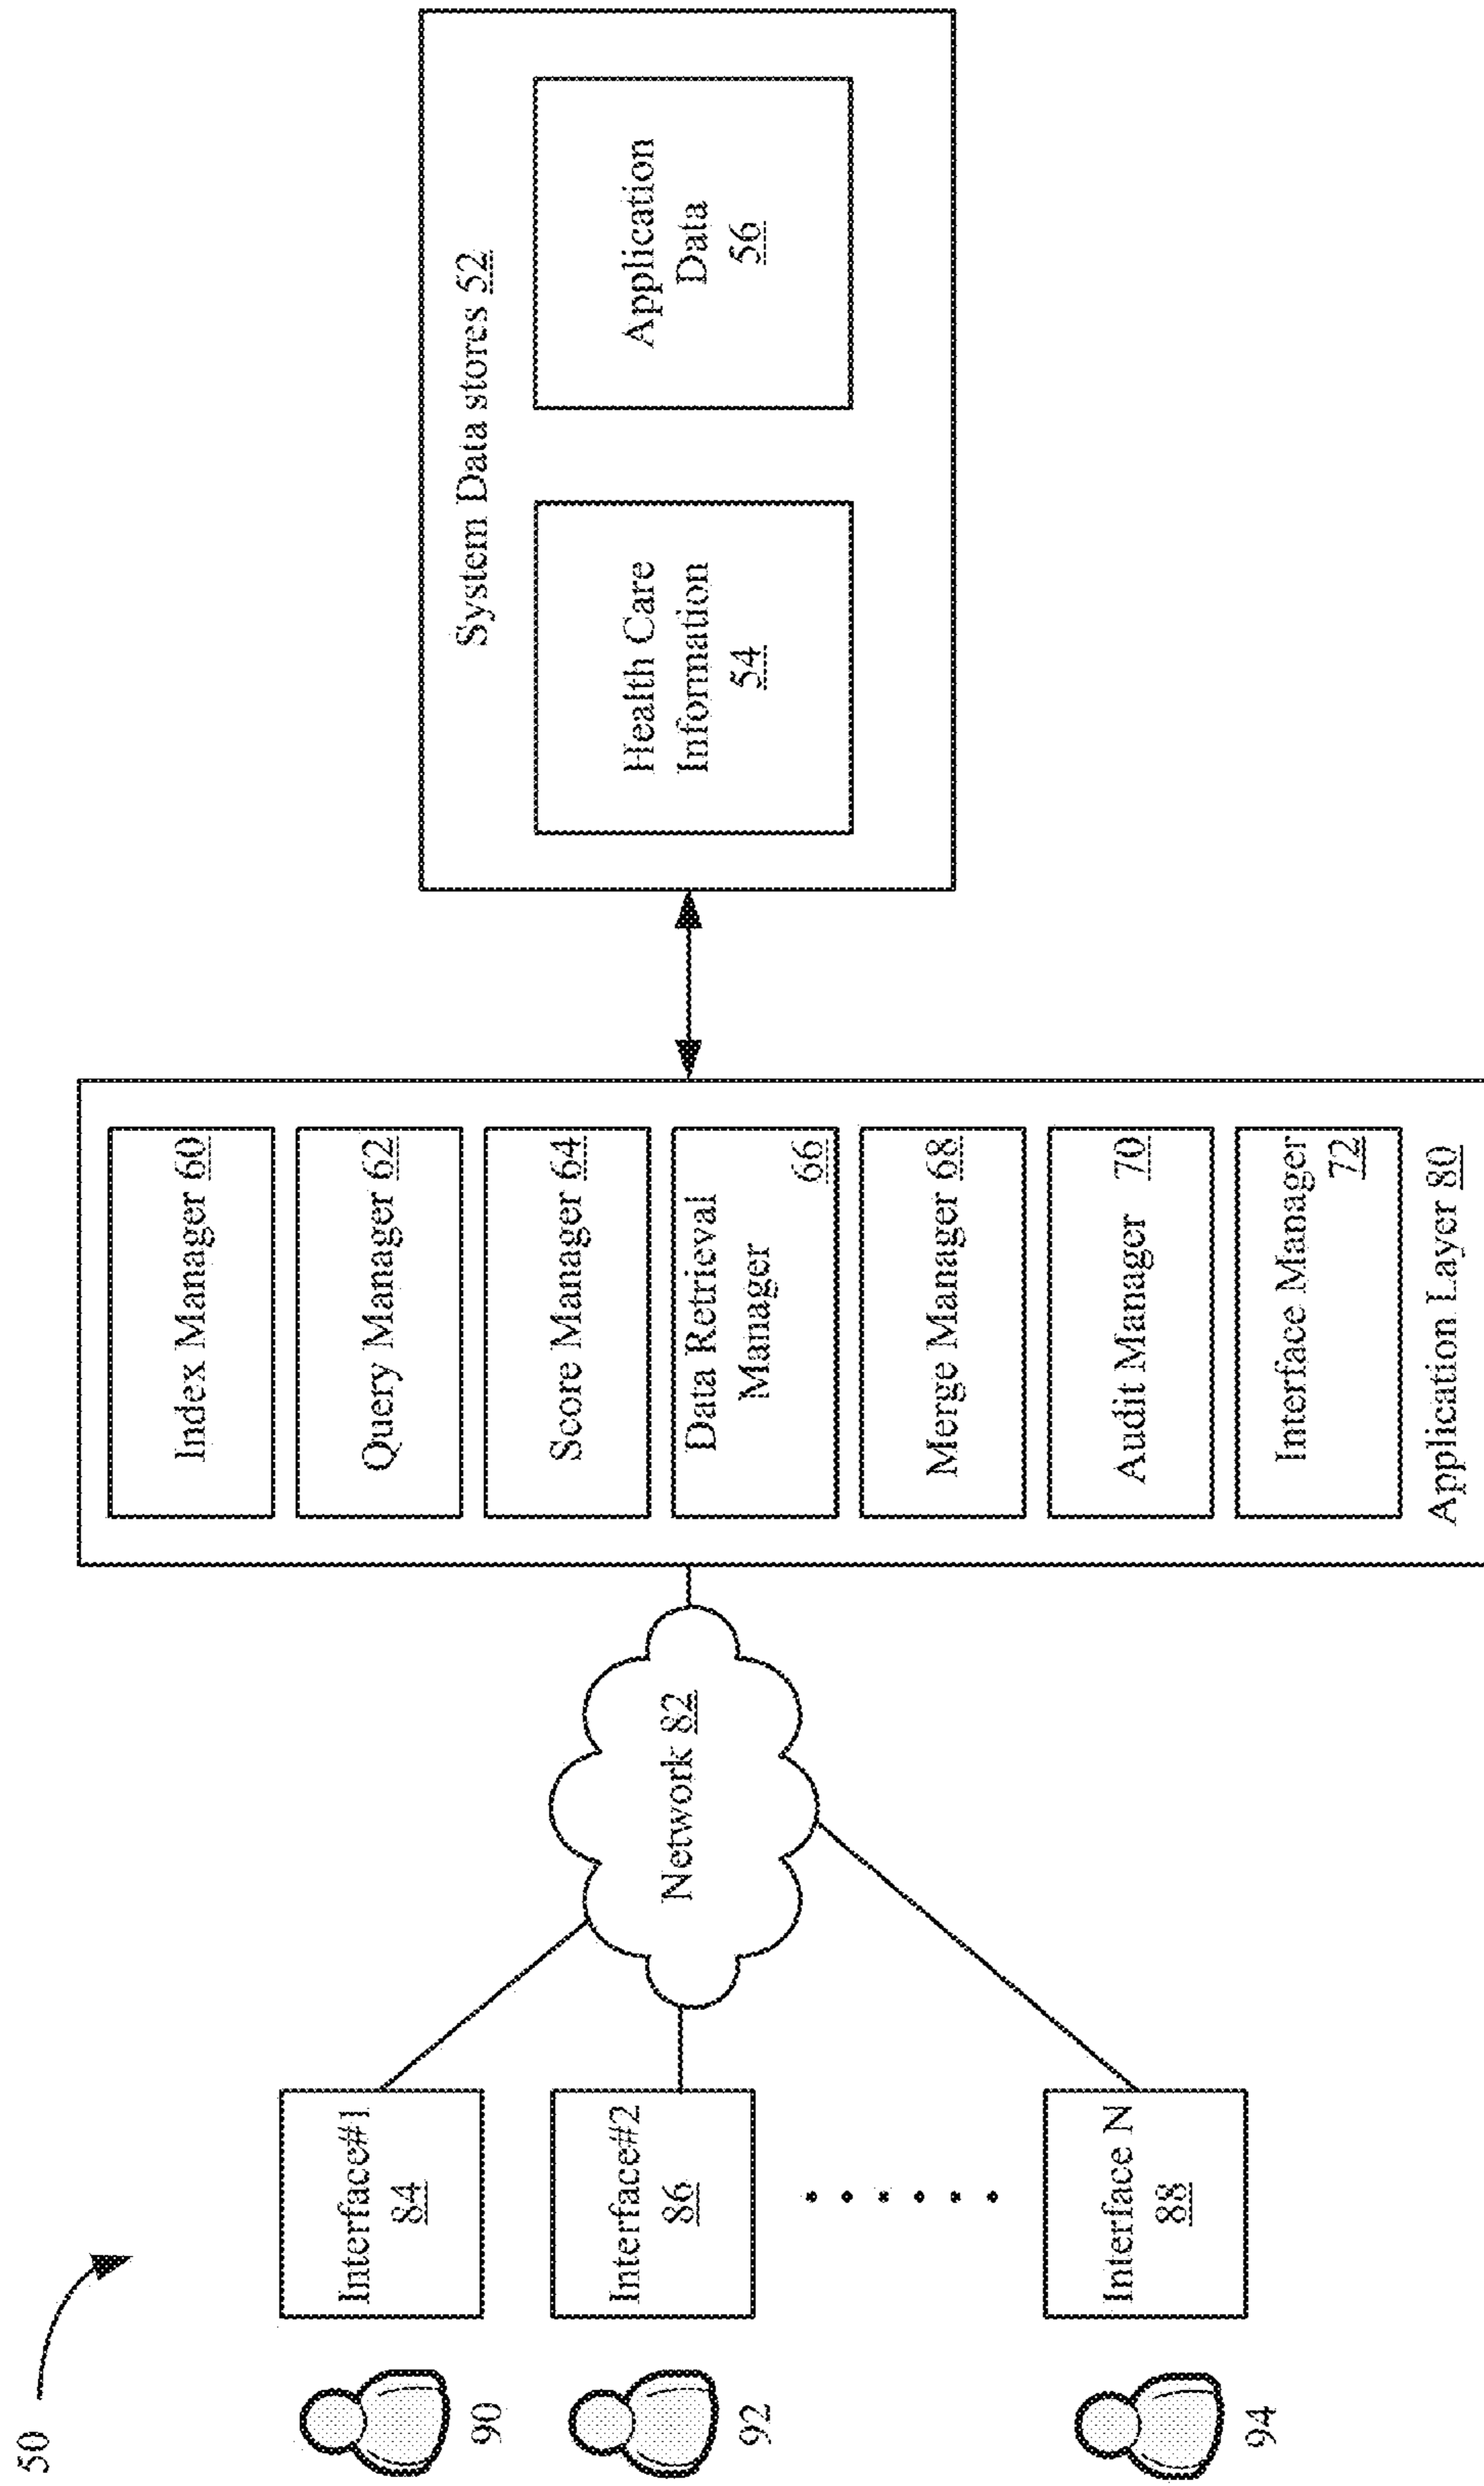 50
90
92
94
Interface#1
84
Interface#2
86
Interface N
88
Network 82
Index Manager 60
Query Manager 62
Score Manager 64
Data Retrieval
Manager
66
Merge Manager 68
Audit Manager 70
Interface Manager
72
Application Layer 80
System Data stores 52
Health Care
Information
54
Application
Data
56